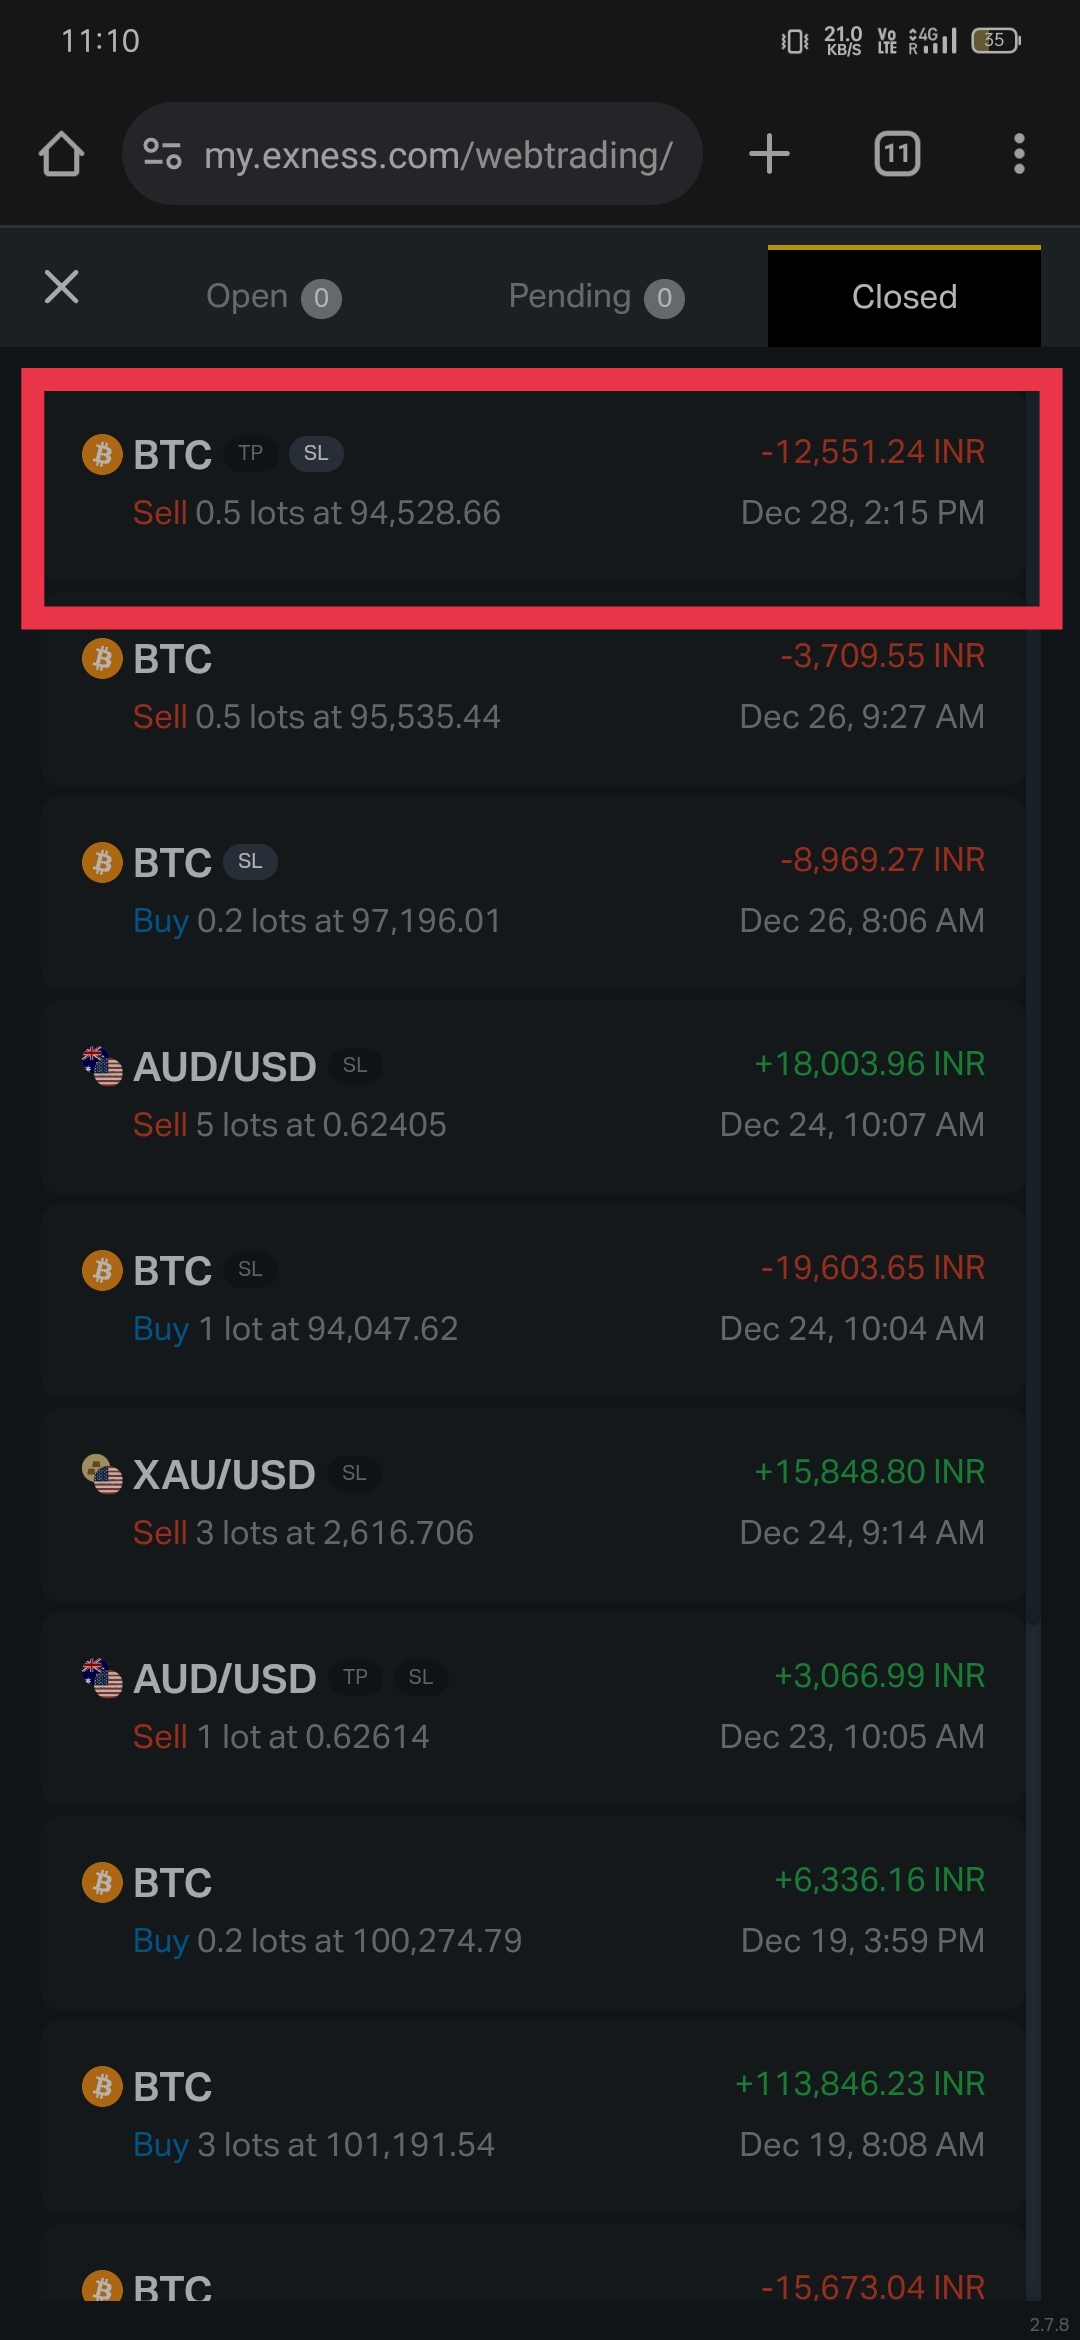 11:10
21.0 KB/S Vo LTE 4G R 35
my.exness.com/webtrading/
11
Open 0 Pending 0 Closed
BTC TP SL -12,551.24 INR
Sell 0.5 lots at 94,528.66 Dec 28, 2:15 PM
BTC -3,709.55 INR
Sell 0.5 lots at 95,535.44 Dec 26, 9:27 AM
BTC SL -8,969.27 INR
Buy 0.2 lots at 97,196.01 Dec 26, 8:06 AM
AUD/USD SL +18,003.96 INR
Sell 5 lots at 0.62405 Dec 24, 10:07 AM
BTC SL -19,603.65 INR
Buy 1 lot at 94,047.62 Dec 24, 10:04 AM
XAU/USD SL +15,848.80 INR
Sell 3 lots at 2,616.706 Dec 24, 9:14 AM
AUD/USD TP SL +3,066.99 INR
Sell 1 lot at 0.62614 Dec 23, 10:05 AM
BTC +6,336.16 INR
Buy 0.2 lots at 100,274.79 Dec 19, 3:59 PM
BTC +113,846.23 INR
Buy 3 lots at 101,191.54 Dec 19, 8:08 AM
BTC -15,673.04 INR
2.7.8